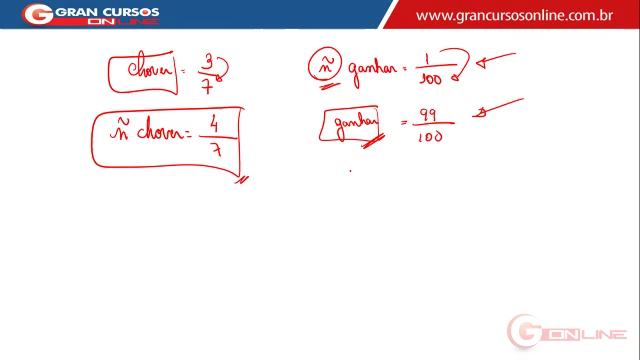 GRAN CURSOS ONLINE
www.grancursosonline.com.br
chover = 3/7
ñ chover = 4/7
ñ ganhar = 1/100
ganhar = 99/100
G ONLINE